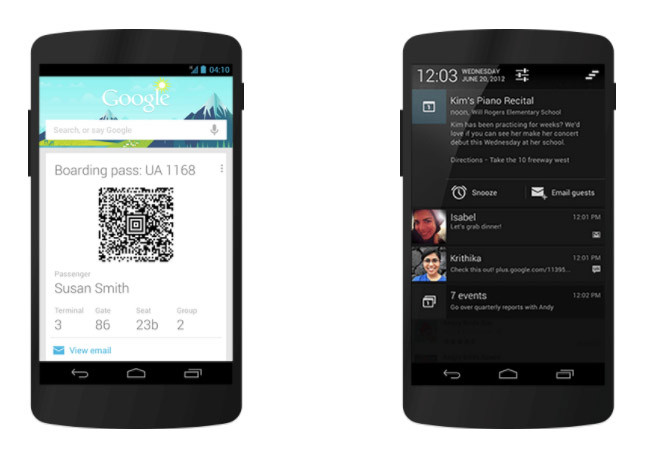 04:10
Google
Search, or say Google
Boarding pass: UA 1168
Passenger
Susan Smith
Terminal Gate Seat Group
3 86 23b 2
View email
12:03 WEDNESDAY
JUNE 20, 2012
Kim's Piano Recital
noon, Will Rogers Elementary School
Kim has been practicing for weeks? We'd
love if you can see her make her concert
debut this Wednesday at her school.
Directions - Take the 10 freeway west
Snooze
Email guests
Isabel 12:01 PM
Let's grab dinner!
Krithika 12:01 PM
Check this out! plus.google.com/11395...
7 events 12:02 PM
Go over quarterly reports with Andy